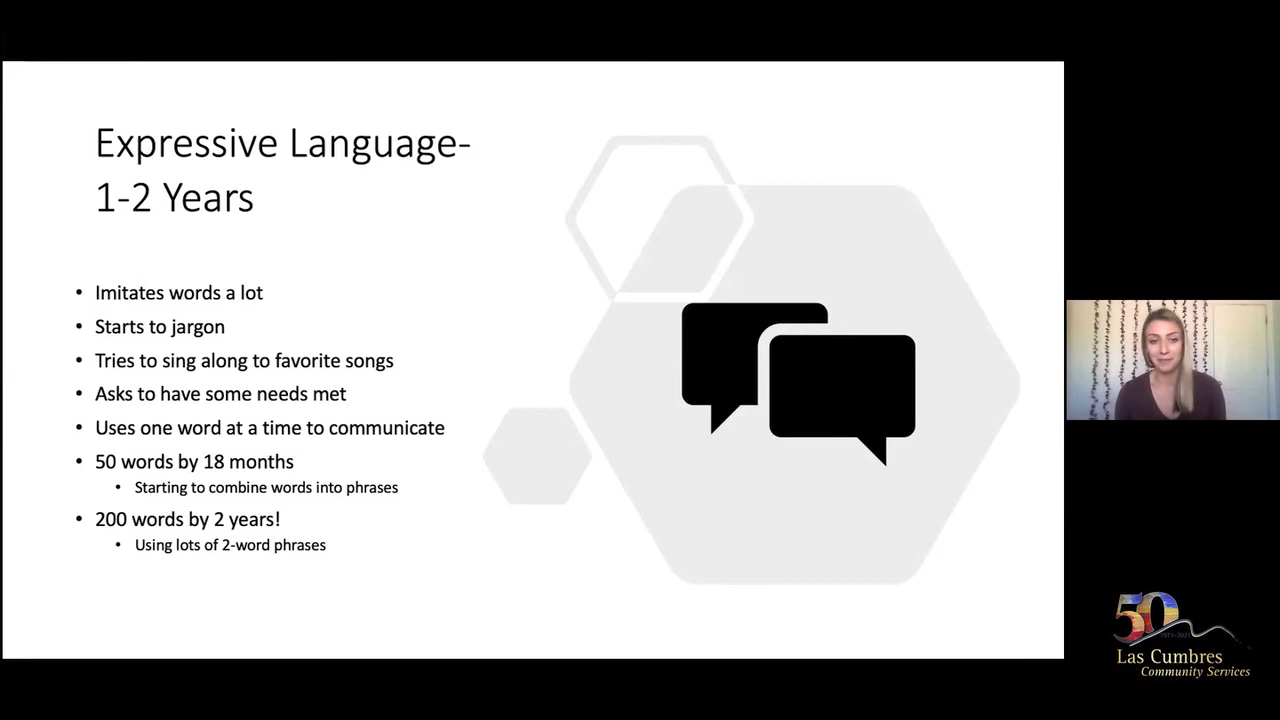 Expressive Language-
1-2 Years
• Imitates words a lot
• Starts to jargon
• Tries to sing along to favorite songs
• Asks to have some needs met
• Uses one word at a time to communicate
• 50 words by 18 months
• Starting to combine words into phrases
• 200 words by 2 years!
• Using lots of 2-word phrases
50
1971-2021
Las Cumbres
Community Services